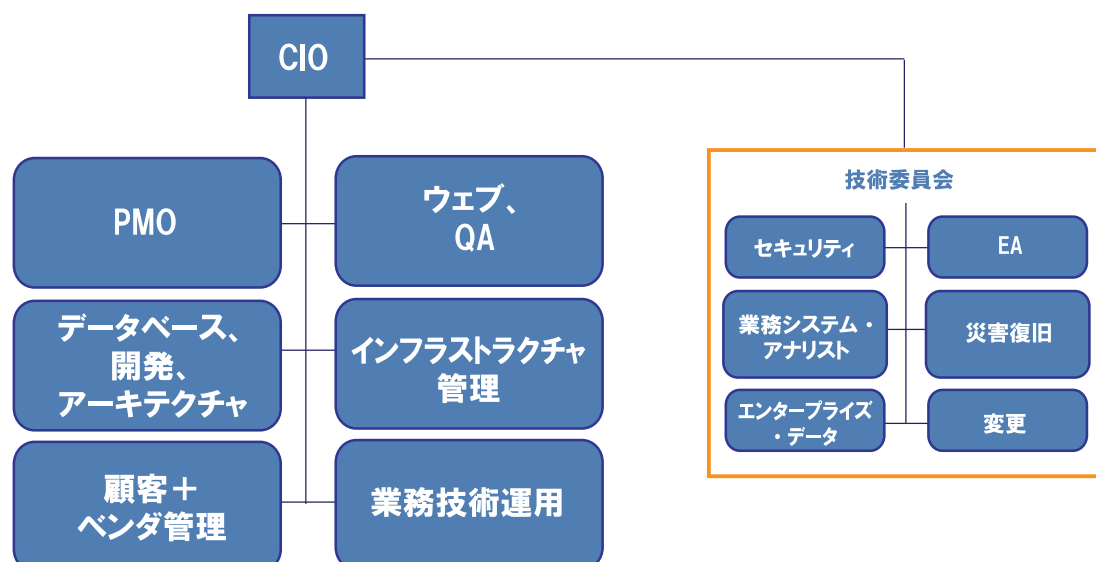 CIO
PMO
ウェブ、
QA
データベース、
開発、
アーキテクチャ
インフラストラクチャ
管理
顧客＋
ベンダ管理
業務技術運用
技術委員会
セキュリティ
EA
業務システム・
アナリスト
災害復旧
エンタープライズ
・データ
変更